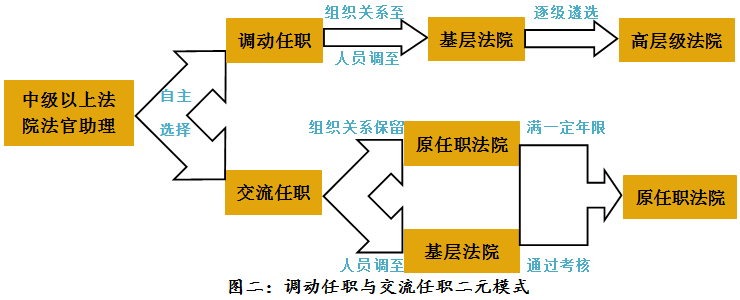 组织关系至
逐级遴选
调动任职
基层法院
高层级法院
人员调至
中级以上法
院法官助理
自主
选择
组织关系保留
原任职法院
满一定年限
交流任职
原任职法院
基层法院
人员调至
通过考核
图二：调动任职与交流任职二元模式